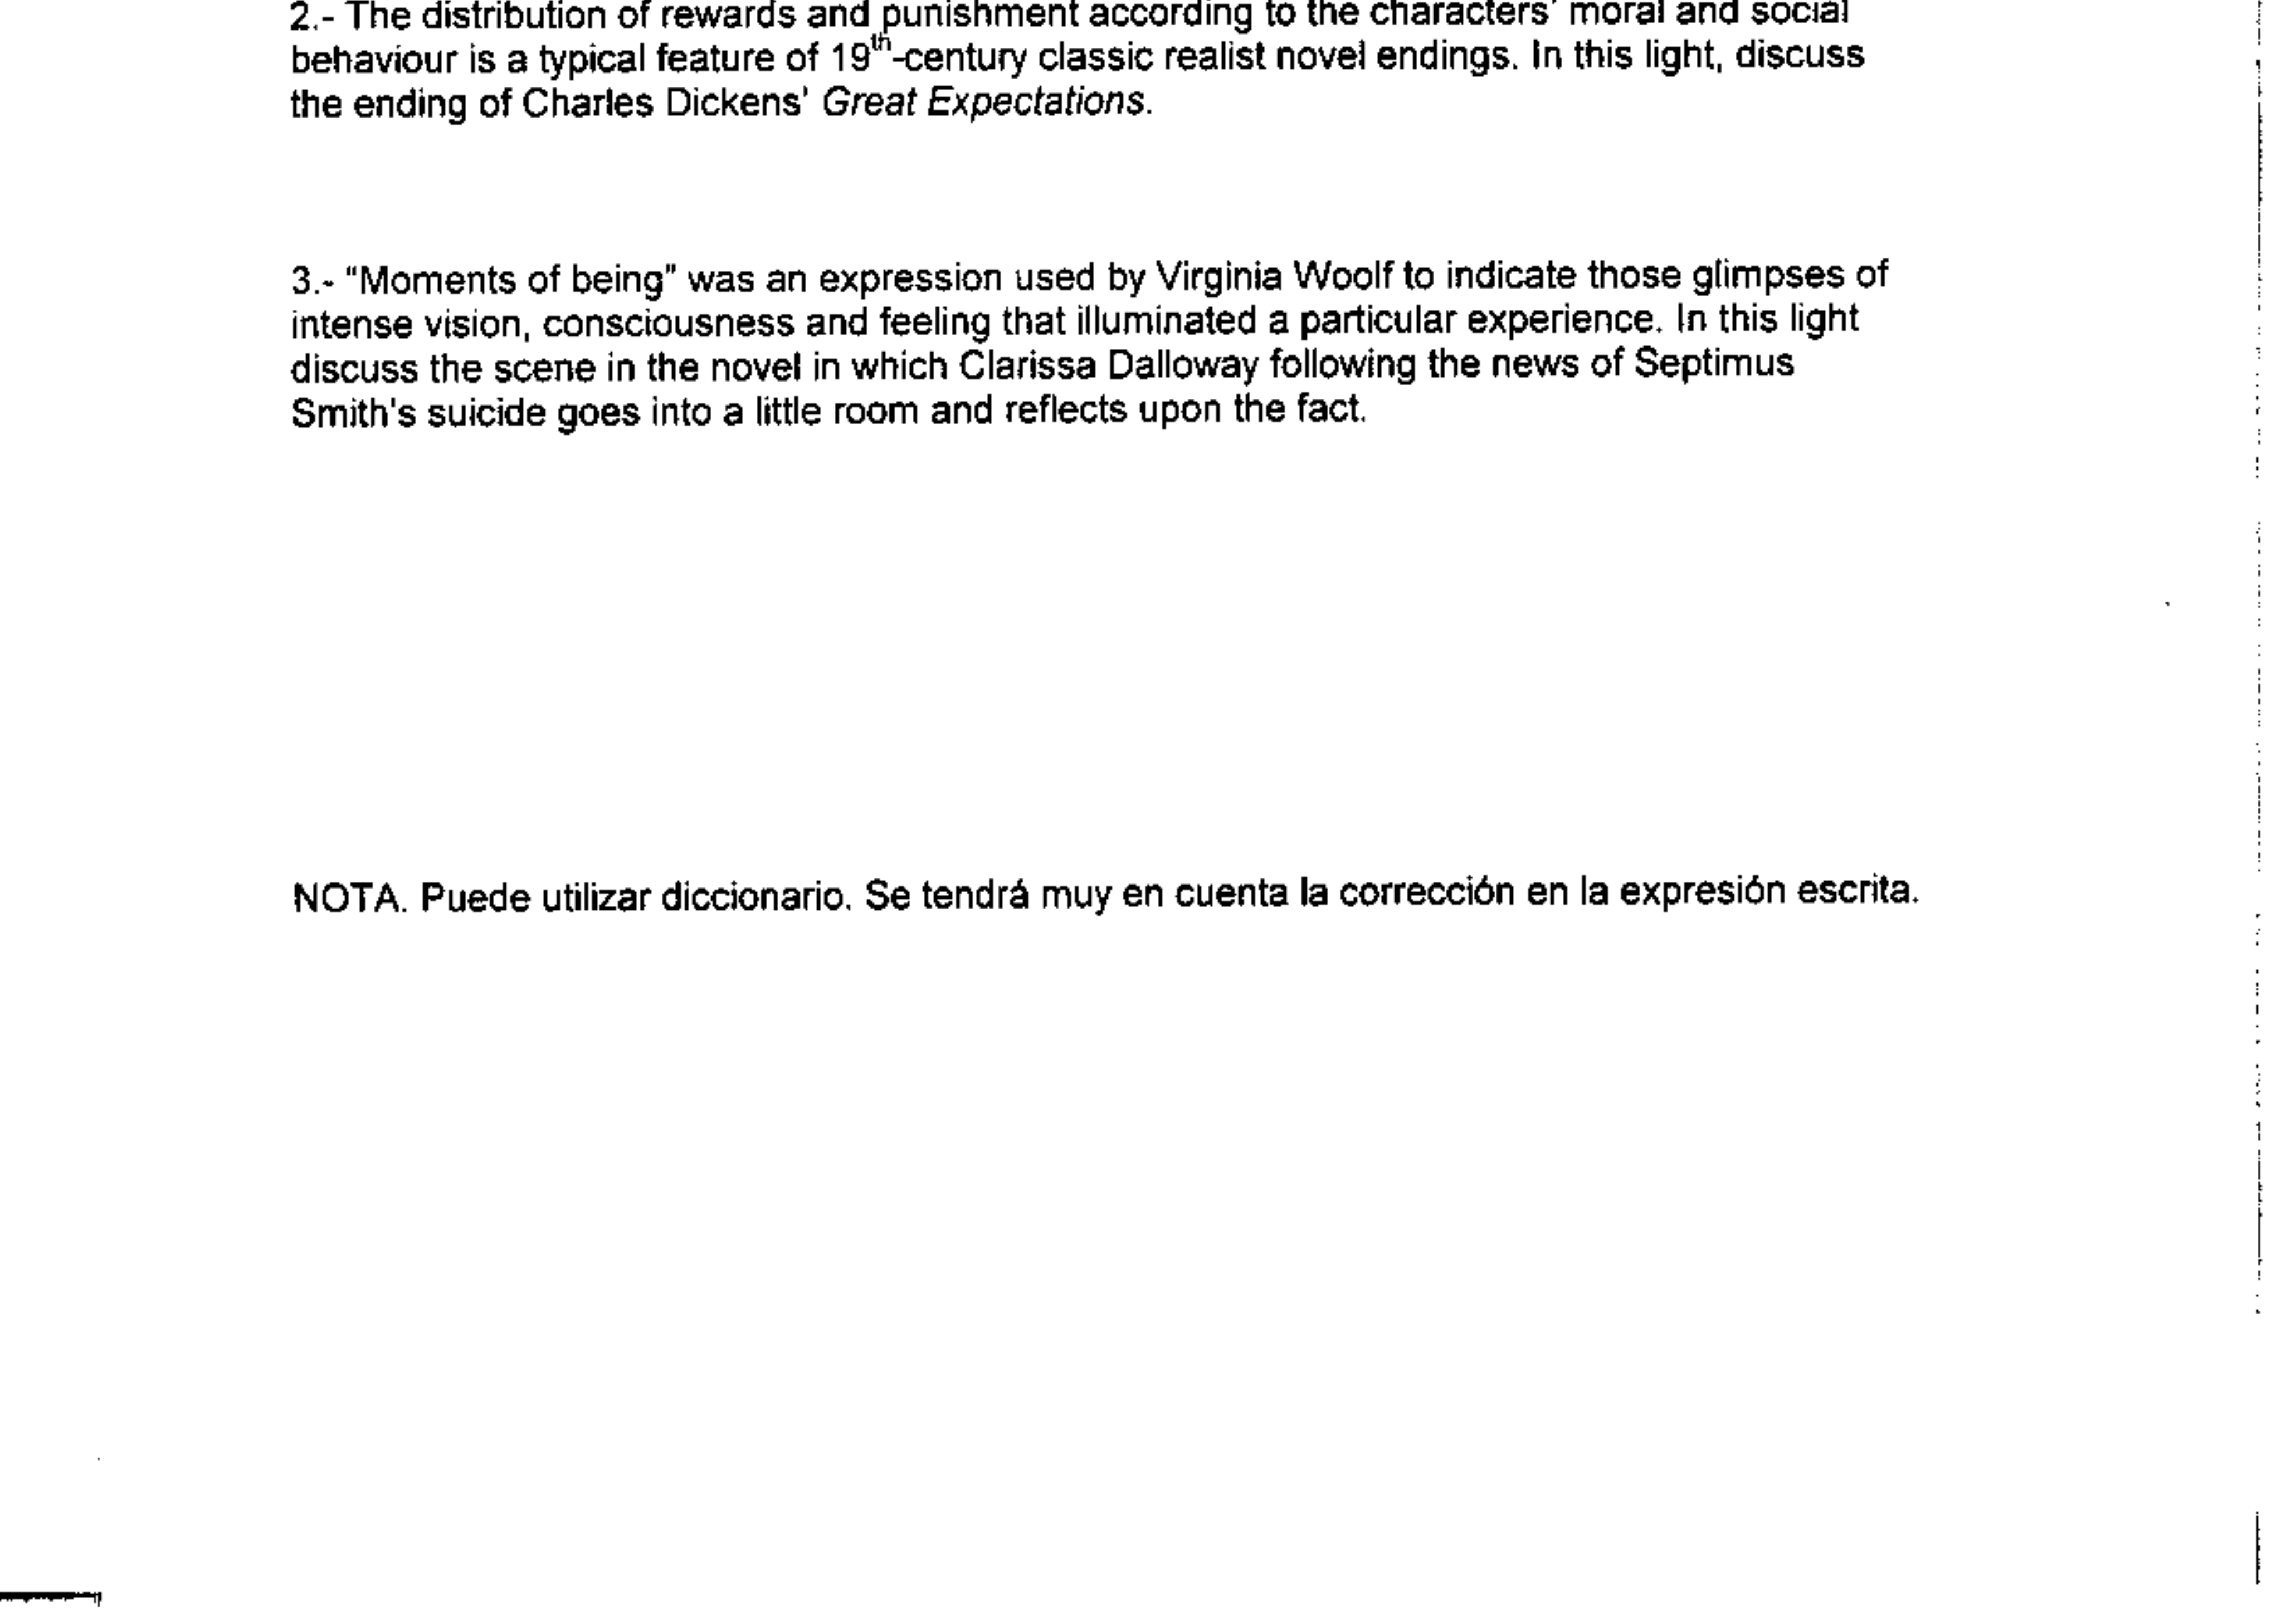 2.- The distribution of rewards and punishment according to the characters' moral and social
behaviour is a typical feature of 19th-century classic realist novel endings. In this light, discuss
the ending of Charles Dickens' Great Expectations.
3.- "Moments of being" was an expression used by Virginia Woolf to indicate those glimpses of
intense vision, consciousness and feeling that illuminated a particular experience. In this light
discuss the scene in the novel in which Clarissa Dalloway following the news of Septimus
Smith's suicide goes into a little room and reflects upon the fact.
NOTA. Puede utilizar diccionario. Se tendrá muy en cuenta la corrección en la expresión escrita.